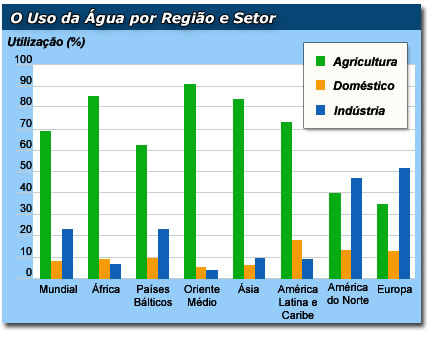 O Uso da Água por Região e Setor
Utilização (%)
100
90
80
70
60
50
40
30
20
10
0
Agricultura
Doméstico
Indústria
Mundial
África
Países
Bálticos
Oriente
Médio
Ásia
América
Latina e
Caribe
América
do Norte
Europa